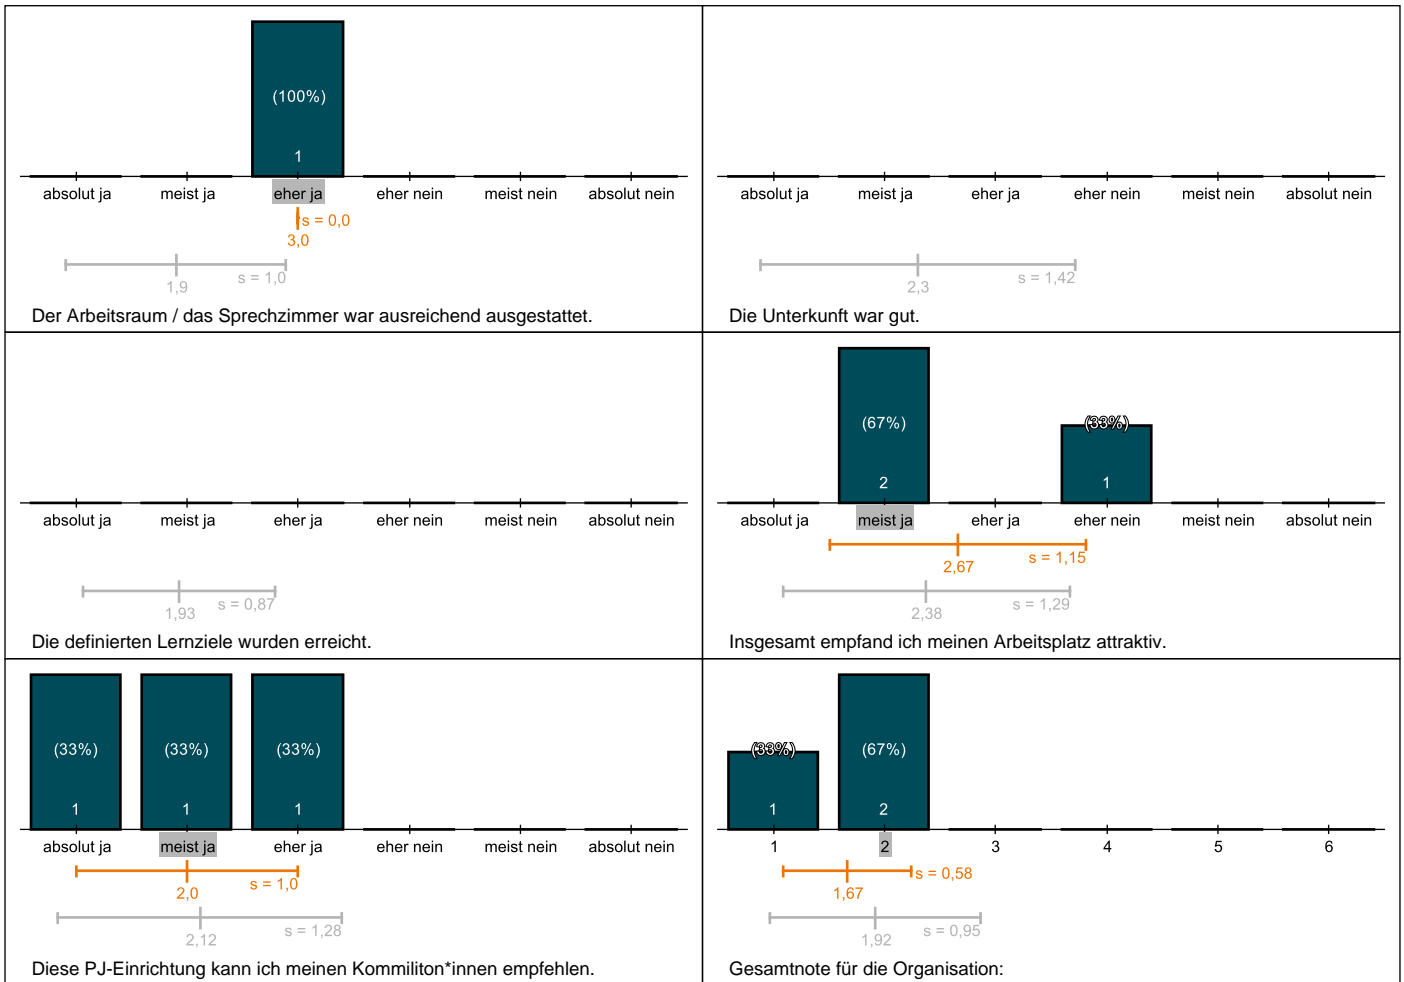 (100%)
1
absolut ja meist ja eher ja eher nein meist nein absolut nein
s = 0,0
3,0
s = 1,0
1,9
Der Arbeitsraum / das Sprechzimmer war ausreichend ausgestattet.
absolut ja meist ja eher ja eher nein meist nein absolut nein
s = 1,42
2,3
Die Unterkunft war gut.
absolut ja meist ja eher ja eher nein meist nein absolut nein
s = 0,87
1,93
Die definierten Lernziele wurden erreicht.
(67%) (33%)
2 1
absolut ja meist ja eher ja eher nein meist nein absolut nein
s = 1,15
2,67
s = 1,29
2,38
Insgesamt empfand ich meinen Arbeitsplatz attraktiv.
(33%) (33%) (33%)
1 1 1
absolut ja meist ja eher ja eher nein meist nein absolut nein
s = 1,0
2,0
s = 1,28
2,12
Diese PJ-Einrichtung kann ich meinen Kommiliton*innen empfehlen.
(33%) (67%)
1 2
1 2 3 4 5 6
s = 0,58
1,67
s = 0,95
1,92
Gesamtnote für die Organisation: